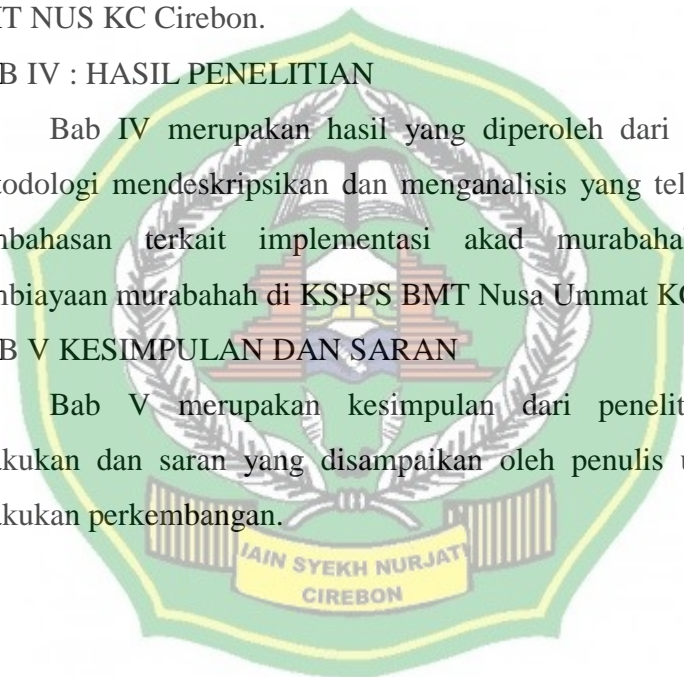 IT NUS KC Cirebon.
B IV : HASIL PENELITIAN
Bab IV merupakan hasil yang diperoleh dari
todologi mendeskripsikan dan menganalisis yang tel
nbahasan terkait implementasi akad murabaha
nbiayaan murabahah di KSPPS BMT Nusa Ummat KC
B V KESIMPULAN DAN SARAN
Bab V merupakan kesimpulan dari penelit
akukan dan saran yang disampaikan oleh penulis u
akukan perkembangan.
IAIN SYEKH NURJATI
CIREBON